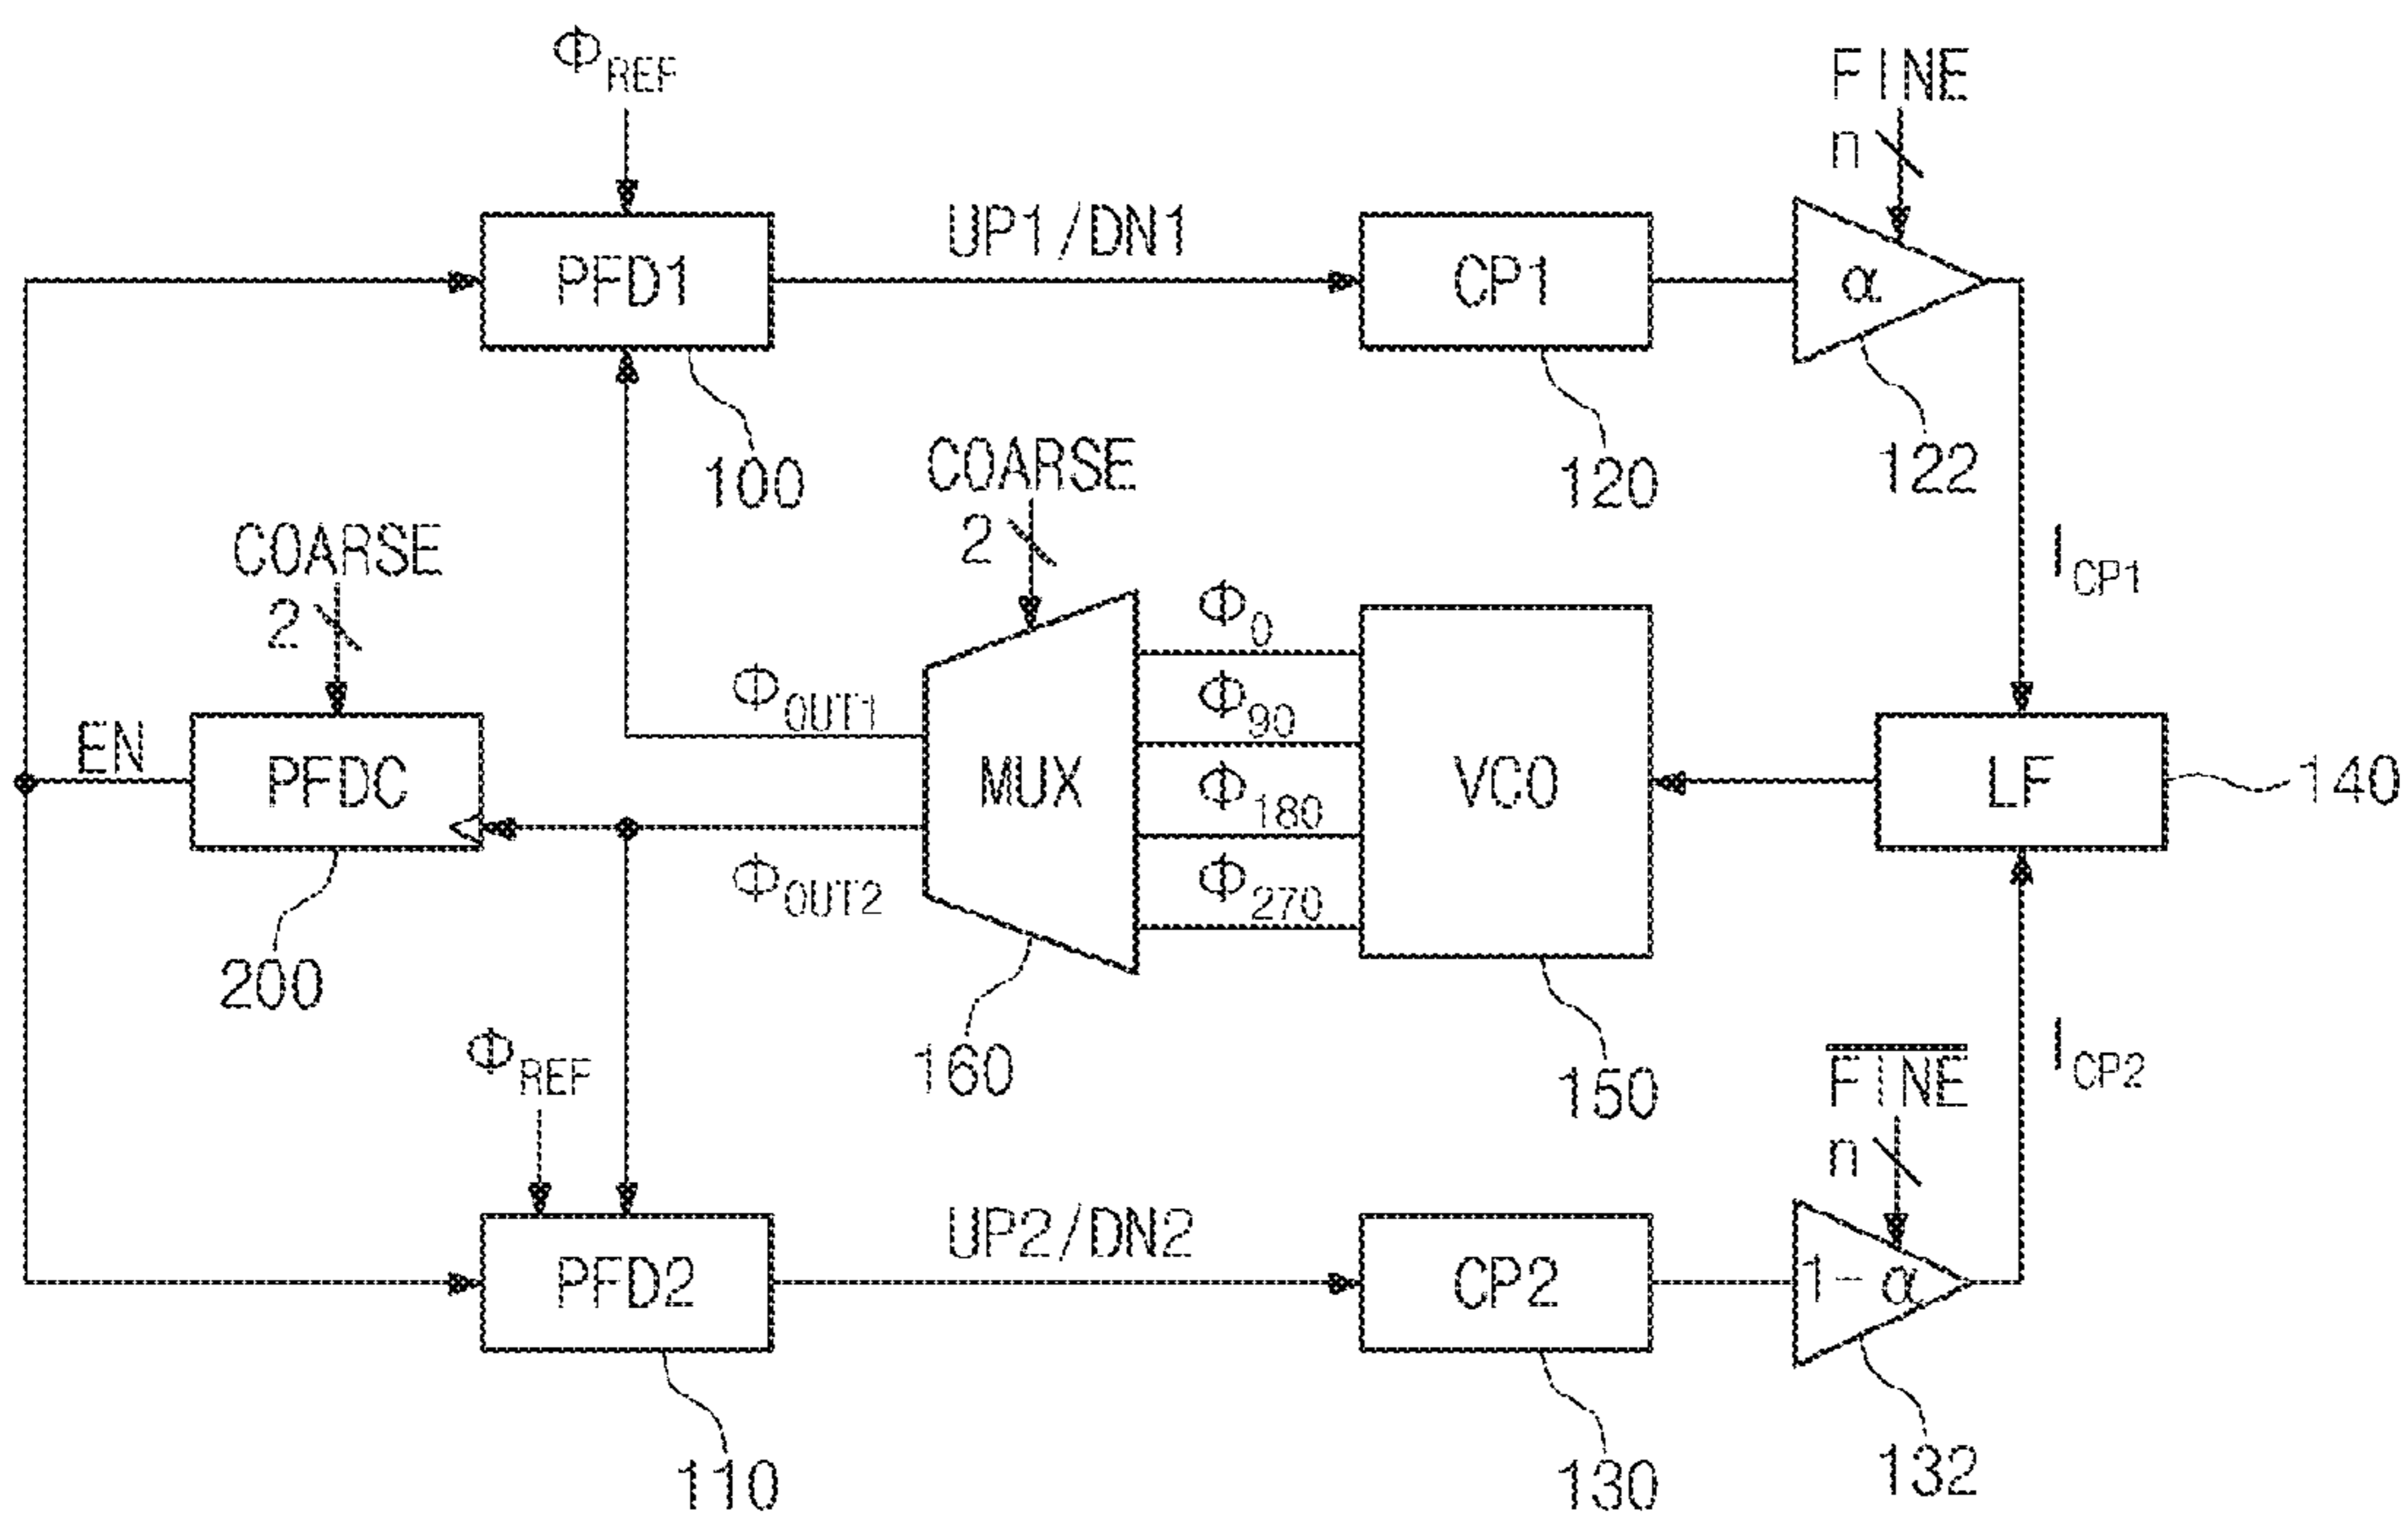 Φ_REF
FINE
n
PFD1
UP1/DN1
CP1
α
100
120
122
COARSE
2
COARSE
2
I_CP1
Φ_0
Φ_90
Φ_180
Φ_270
Φ_OUT1
Φ_OUT2
EN
PFDC
MUX
VCO
LF
140
200
160
150
Φ_REF
F̅I̅N̅E̅
n
I_CP2
PFD2
UP2/DN2
CP2
1-α
110
130
132